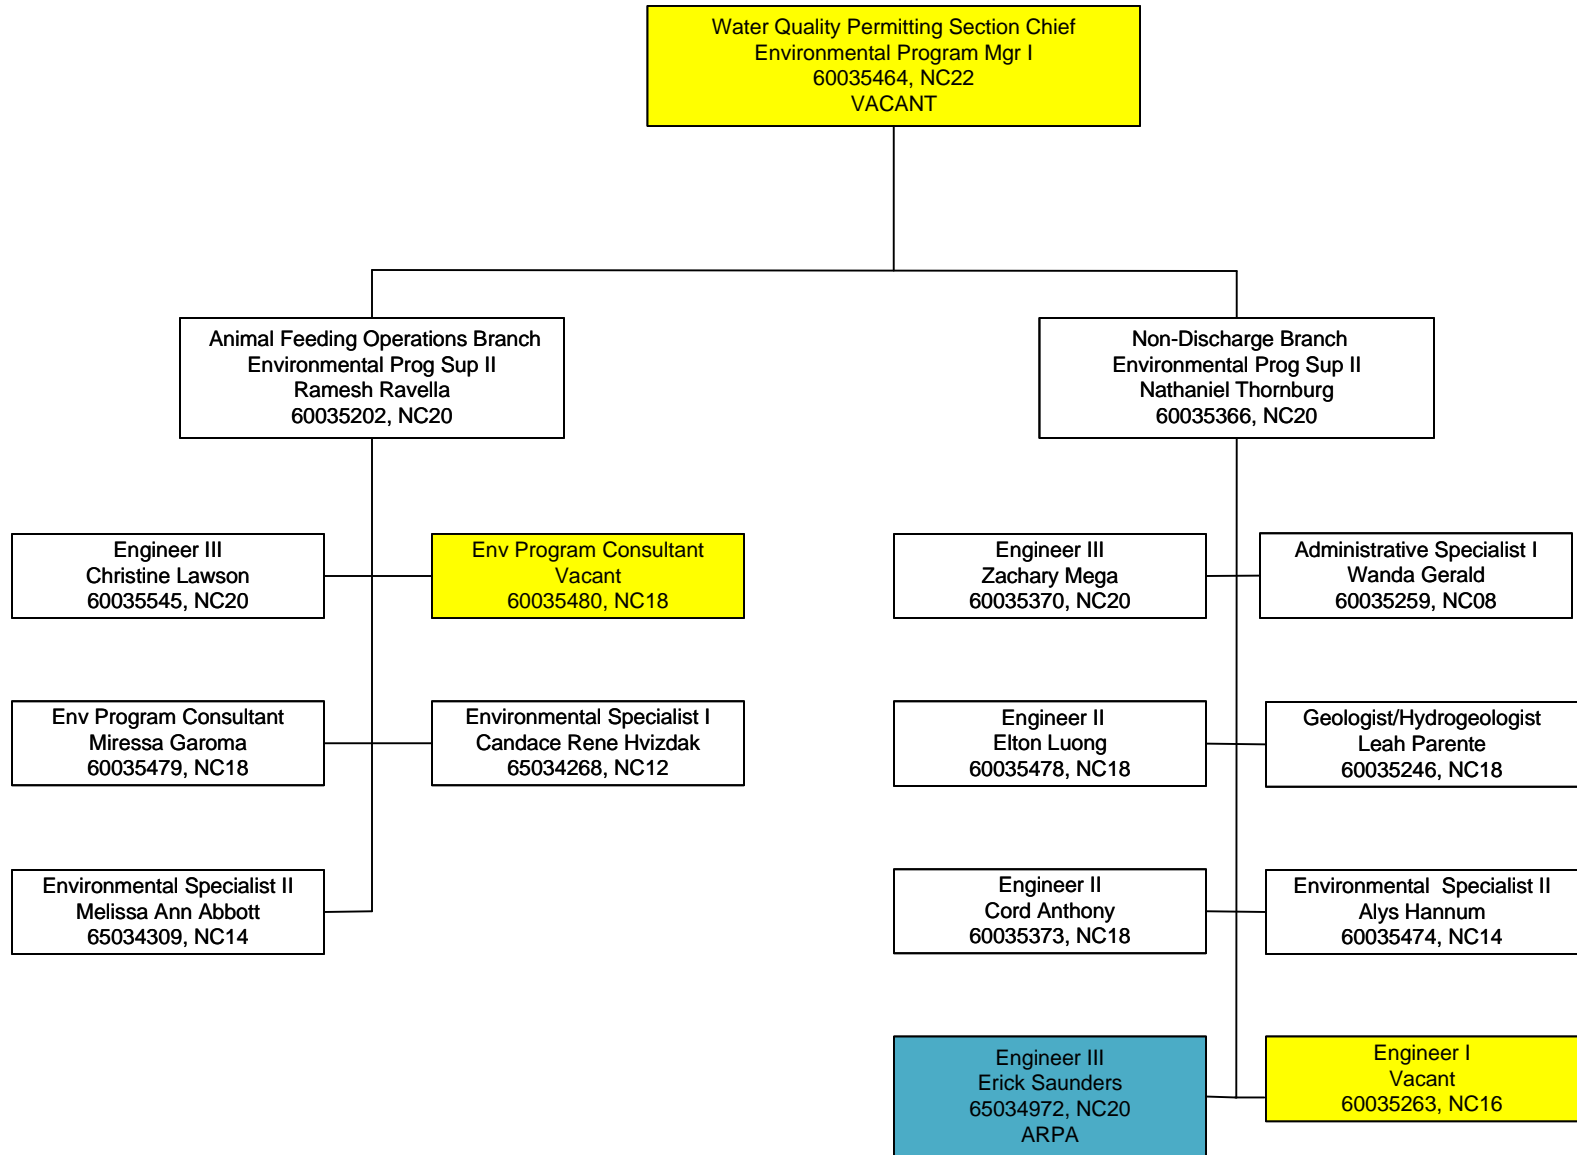 Water Quality Permitting Section Chief
Environmental Program Mgr I
60035464, NC22
VACANT
Animal Feeding Operations Branch
Environmental Prog Sup II
Ramesh Ravella
60035202, NC20
Non-Discharge Branch
Environmental Prog Sup II
Nathaniel Thornburg
60035366, NC20
Engineer III
Christine Lawson
60035545, NC20
Env Program Consultant
Vacant
60035480, NC18
Engineer III
Zachary Mega
60035370, NC20
Administrative Specialist I
Wanda Gerald
60035259, NC08
Env Program Consultant
Miressa Garoma
60035479, NC18
Environmental Specialist I
Candace Rene Hvizdak
65034268, NC12
Engineer II
Elton Luong
60035478, NC18
Geologist/Hydrogeologist
Leah Parente
60035246, NC18
Environmental Specialist II
Melissa Ann Abbott
65034309, NC14
Engineer II
Cord Anthony
60035373, NC18
Environmental  Specialist II
Alys Hannum
60035474, NC14
Engineer III
Erick Saunders
65034972, NC20
ARPA
Engineer I
Vacant
60035263, NC16